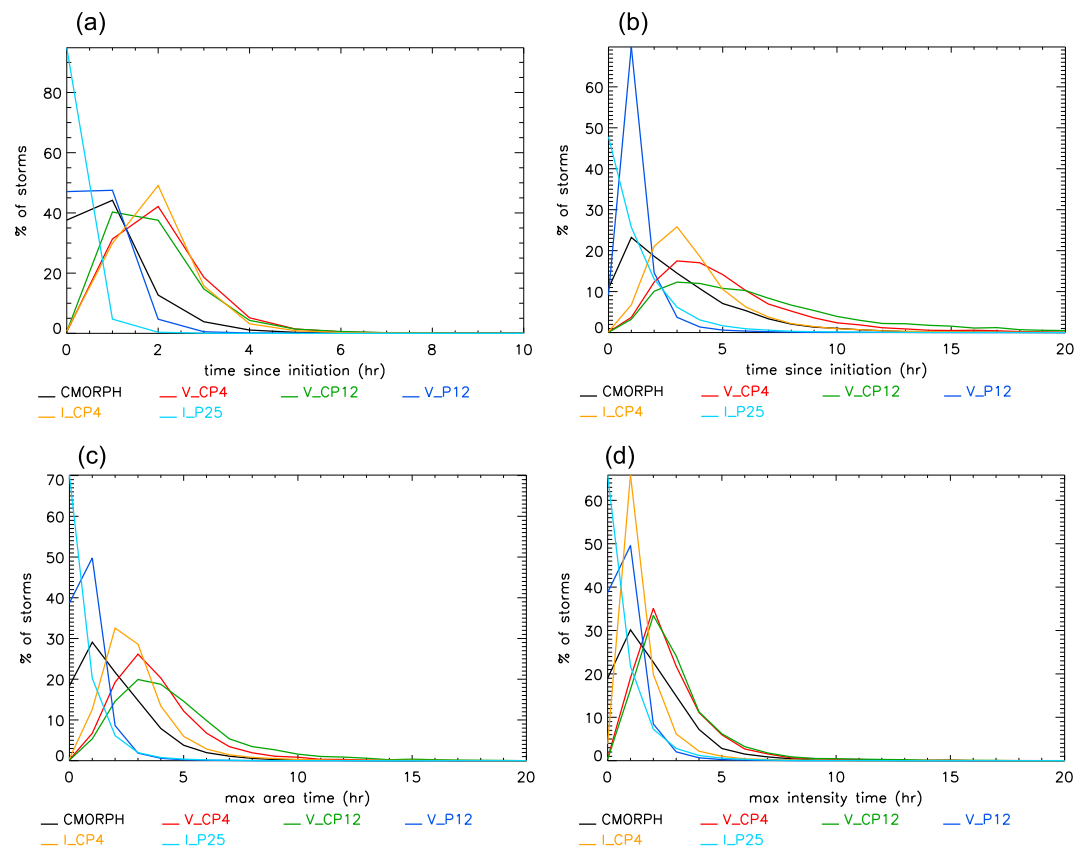 (a)
80
60
40
20
0
% of storms
0 2 4 6 8 10
time since initiation (hr)
CMORPH V_CP4 V_CP12 V_P12
I_CP4 I_P25
(b)
60
50
40
30
20
10
0
% of storms
0 5 10 15 20
time since initiation (hr)
CMORPH V_CP4 V_CP12 V_P12
I_CP4 I_P25
(c)
70
60
50
40
30
20
10
0
% of storms
0 5 10 15 20
max area time (hr)
CMORPH V_CP4 V_CP12 V_P12
I_CP4 I_P25
(d)
60
50
40
30
20
10
0
% of storms
0 5 10 15 20
max intensity time (hr)
CMORPH V_CP4 V_CP12 V_P12
I_CP4 I_P25